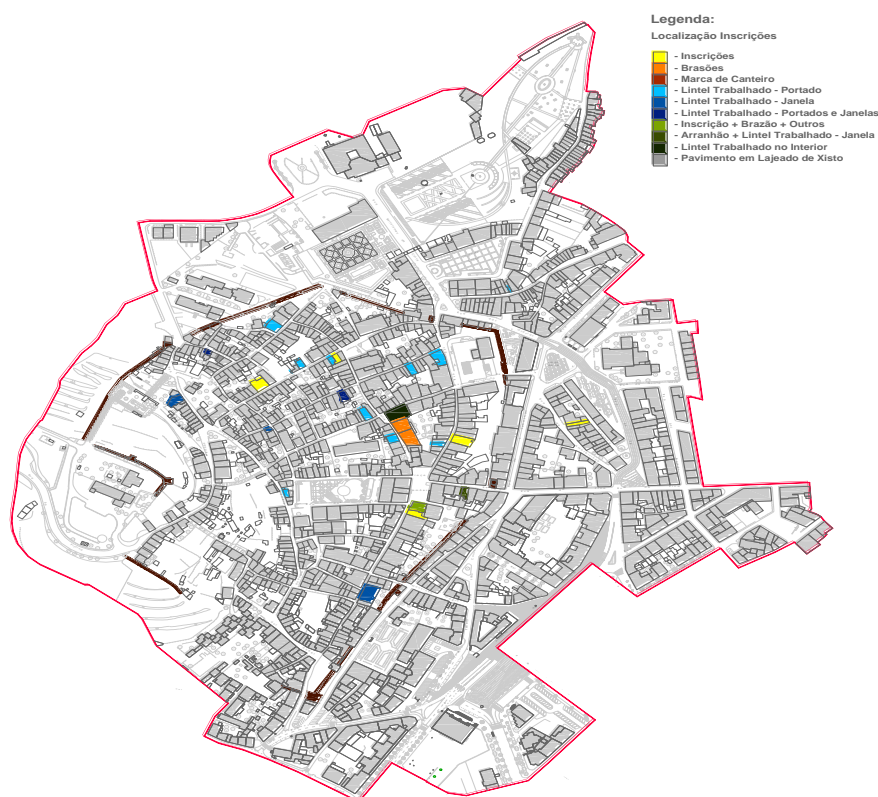 Legenda:
Localização Inscrições
- Inscrições
- Brasões
- Marca de Canteiro
- Lintel Trabalhado - Portado
- Lintel Trabalhado - Janela
- Lintel Trabalhado - Portados e Janelas
- Inscrição + Brazão + Outros
- Arranhão + Lintel Trabalhado - Janela
- Lintel Trabalhado no Interior
- Pavimento em Lajeado de Xisto